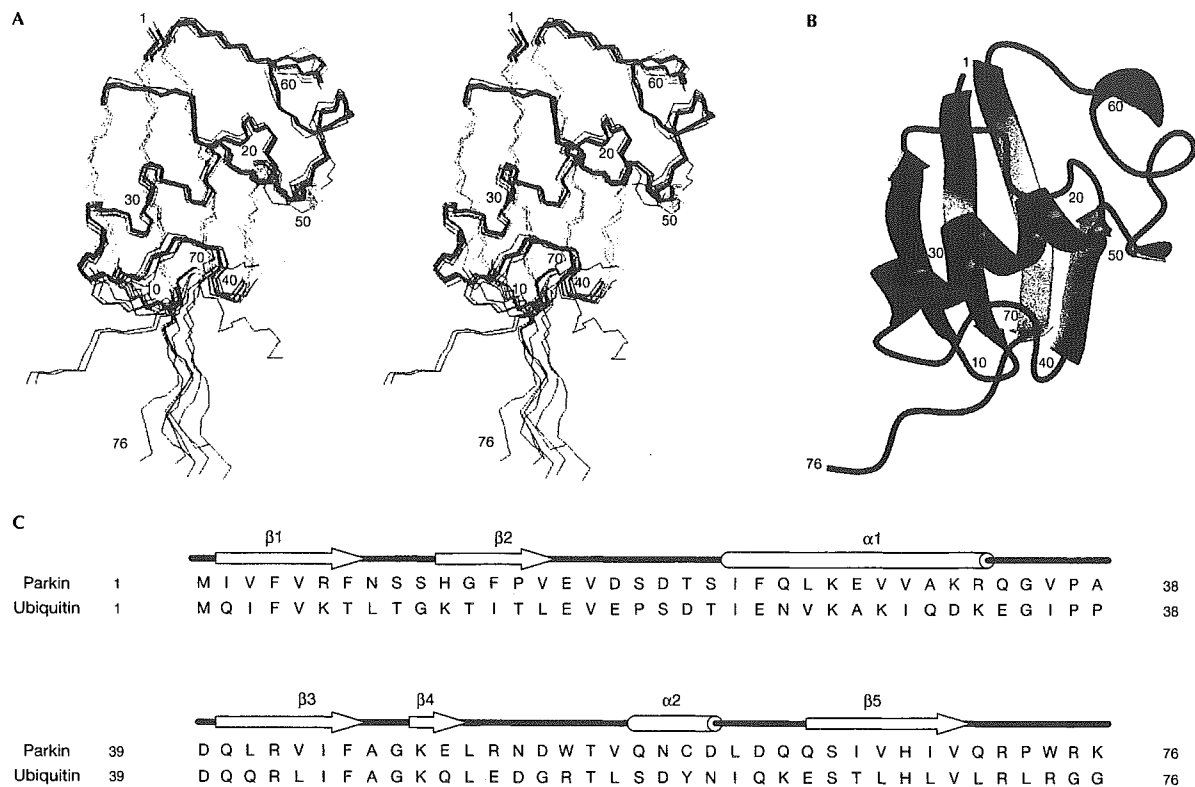 A
B
1
60
20
30
50
70
0
40
76
1
60
20
30
50
70
10
40
1
60
20
30
50
70
10
40
76
C
β1 β2 α1
Parkin 1 M I V F V R F N S S H G F P V E V D S D T S I F Q L K E V V A K R Q G V P A 38
Ubiquitin 1 M Q I F V K T L T G K T I T L E V E P S D T I E N V K A K I Q D K E G I P P 38
β3 β4 α2 β5
Parkin 39 D Q L R V I F A G K E L R N D W T V Q N C D L D Q Q S I V H I V Q R P W R K 76
Ubiquitin 39 D Q Q R L I F A G K Q L E D G R T L S D Y N I Q K E S T L H L V L R L R G G 76